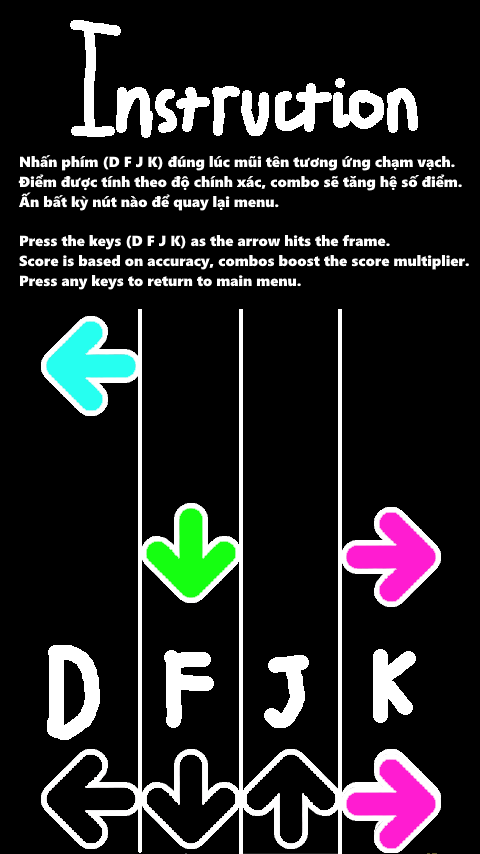 Instruction
Nhấn phím (D F J K) đúng lúc mũi tên tương ứng chạm vạch.
Điểm được tính theo độ chính xác, combo sẽ tăng hệ số điểm.
Ấn bất kỳ nút nào để quay lại menu.
Press the keys (D F J K) as the arrow hits the frame.
Score is based on accuracy, combos boost the score multiplier.
Press any keys to return to main menu.
D F J K